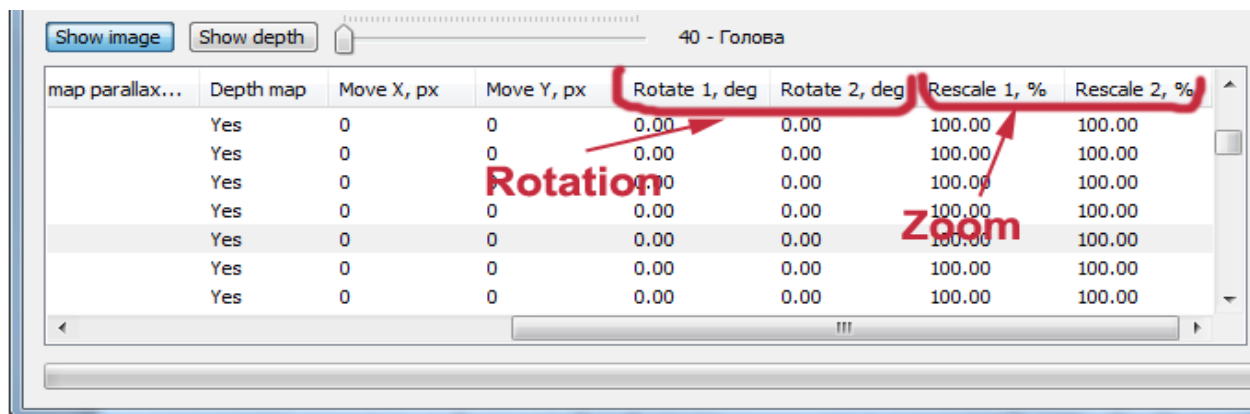 Show image Show depth 40 - Голова
map parallax... Depth map Move X, px Move Y, px Rotate 1, deg Rotate 2, deg Rescale 1, % Rescale 2, %
Yes 0 0 0.00 0.00 100.00 100.00
Yes 0 0 0.00 0.00 100.00 100.00
Yes 0 0 0.00 0.00 100.00 100.00
Rotation
Yes 0 0 0.00 0.00 100.00 100.00
Zoom
Yes 0 0 0.00 0.00 100.00 100.00
Yes 0 0 0.00 0.00 100.00 100.00
Yes 0 0 0.00 0.00 100.00 100.00